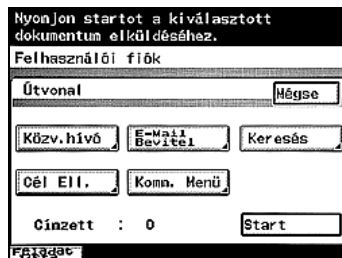 Nyomjon startot a kiválasztott
dokumentum elküldéséhez.
Felhasználói fiók
Útvonal
Mégse
Közv.hívó
E-Mail
Bevitel
Keresés
Cél Ell.
Komm. Menü
Címzett : 0
Start
Feladat